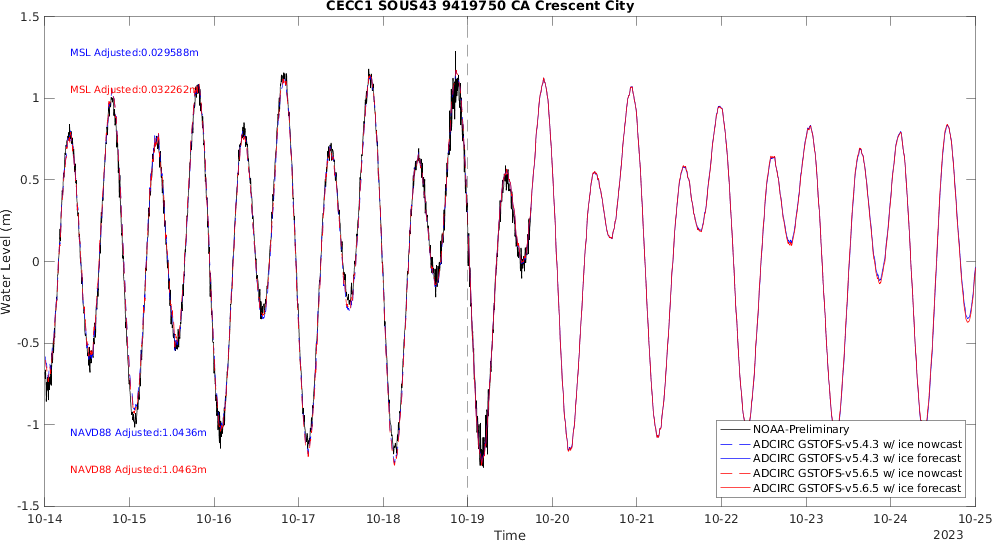 CECC1 SOUS43 9419750 CA Crescent City
MSL Adjusted:0.029588m
MSL Adjusted:0.032262m
NAVD88 Adjusted:1.0436m
NAVD88 Adjusted:1.0463m
Water Level (m)
1.5
1
0.5
0
-0.5
-1
-1.5
NOAA-Preliminary
ADCIRC GSTOFS-v5.4.3 w/ ice nowcast
ADCIRC GSTOFS-v5.4.3 w/ ice forecast
ADCIRC GSTOFS-v5.6.5 w/ ice nowcast
ADCIRC GSTOFS-v5.6.5 w/ ice forecast
10-14 10-15 10-16 10-17 10-18 10-19 10-20 10-21 10-22 10-23 10-24 10-25
Time
2023